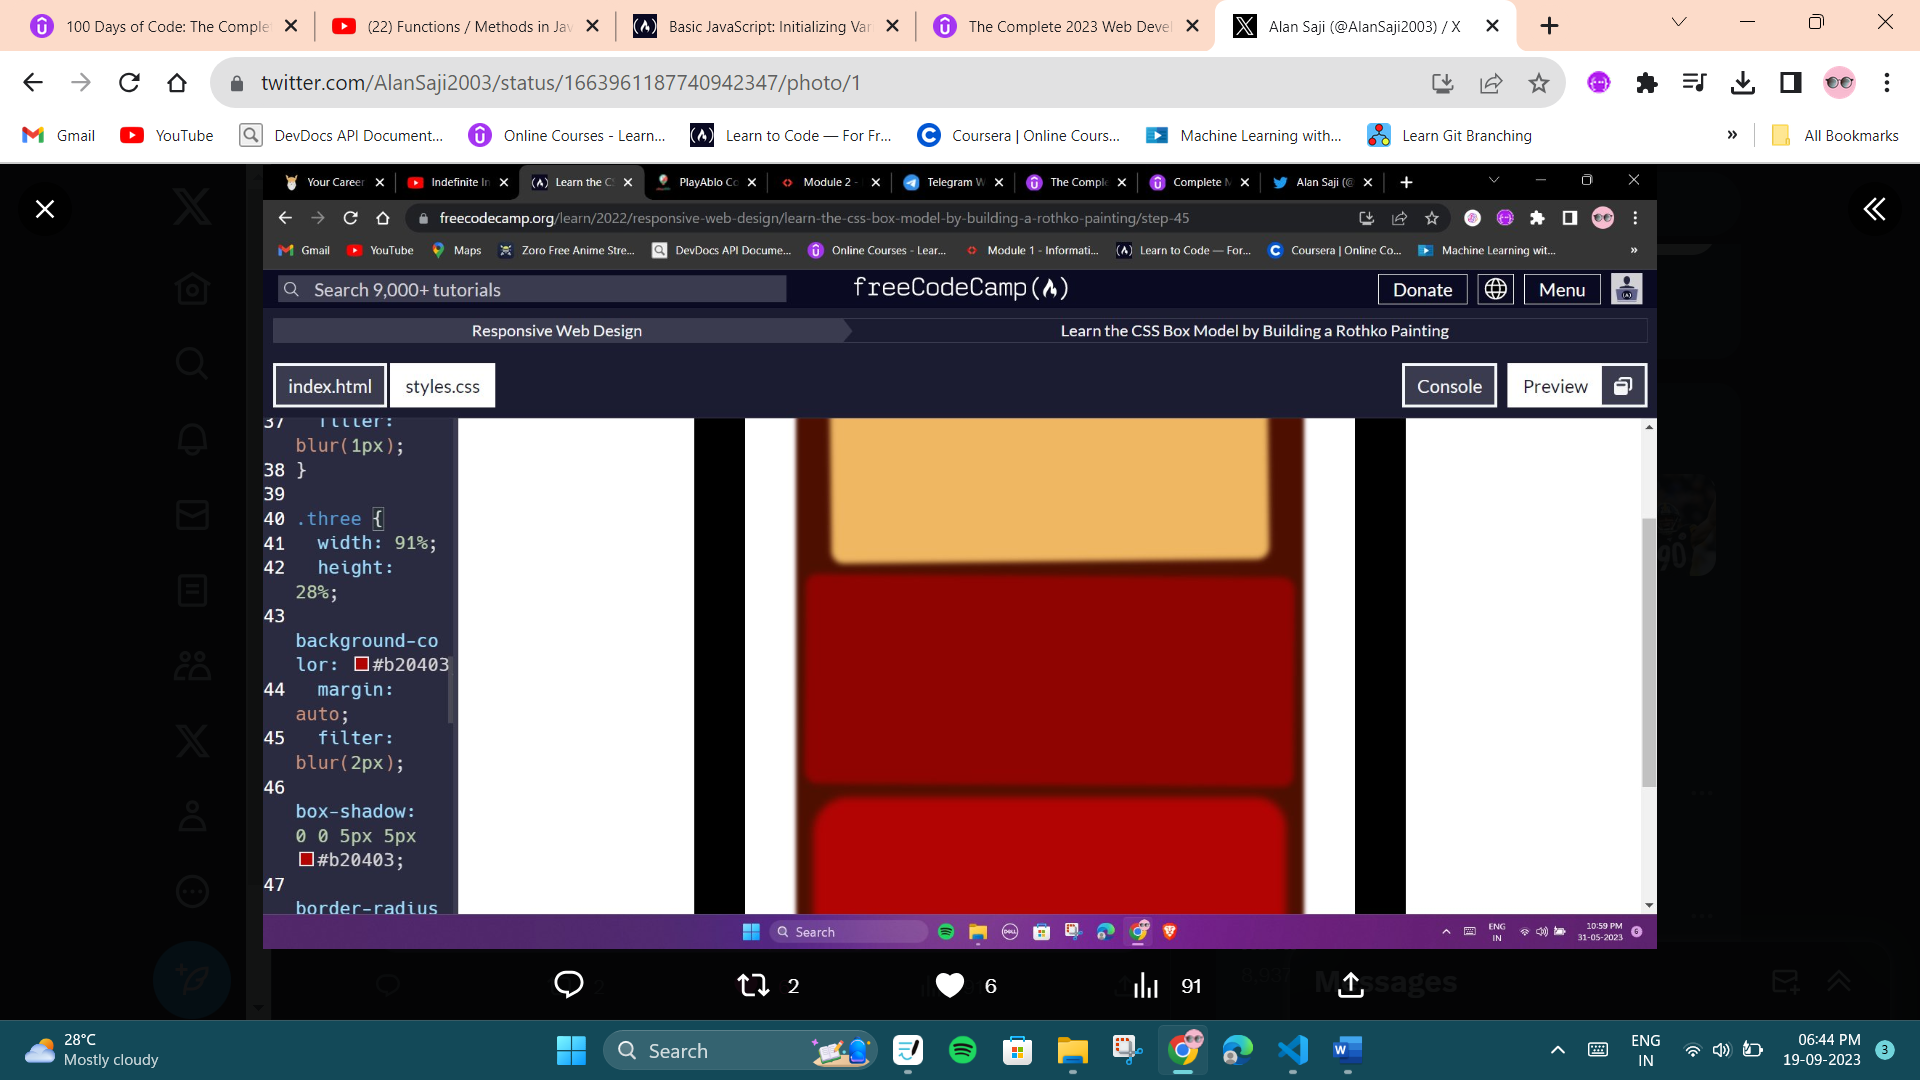 100 Days of Code: The Comple
(22) Functions / Methods in Jav
Basic JavaScript: Initializing Var
The Complete 2023 Web Devel
Alan Saji (@AlanSaji2003) / X
twitter.com/AlanSaji2003/status/1663961187740942347/photo/1
Gmail
YouTube
DevDocs API Document...
Online Courses - Learn...
Learn to Code — For Fr...
Coursera | Online Cours...
Machine Learning with...
Learn Git Branching
»
All Bookmarks
Your Career
Indefinite In
Learn the C
PlayAblo Co
Module 2 -
Telegram W
The Comple
Complete
Alan Saji (@
freecodecamp.org/learn/2022/responsive-web-design/learn-the-css-box-model-by-building-a-rothko-painting/step-45
Gmail
YouTube
Maps
Zoro Free Anime Stre...
DevDocs API Docume...
Online Courses - Lear...
Module 1 - Informati...
Learn to Code — For...
Coursera | Online Co...
Machine Learning wit...
»
Search 9,000+ tutorials
freeCodeCamp
Donate
Menu
Responsive Web Design
Learn the CSS Box Model by Building a Rothko Painting
index.html
styles.css
Console
Preview
37 filter:
blur(1px);
38 }
39
40 .three {
41 width: 91%;
42 height:
28%;
43
background-co
lor: #b20403
44 margin:
auto;
45 filter:
blur(2px);
46
box-shadow:
0 0 5px 5px
#b20403;
47
border-radius
Search
ENG
IN
10:59 PM
31-05-2023
6
2
6
91
Messages
28°C
Mostly cloudy
Search
ENG
IN
06:44 PM
19-09-2023
3